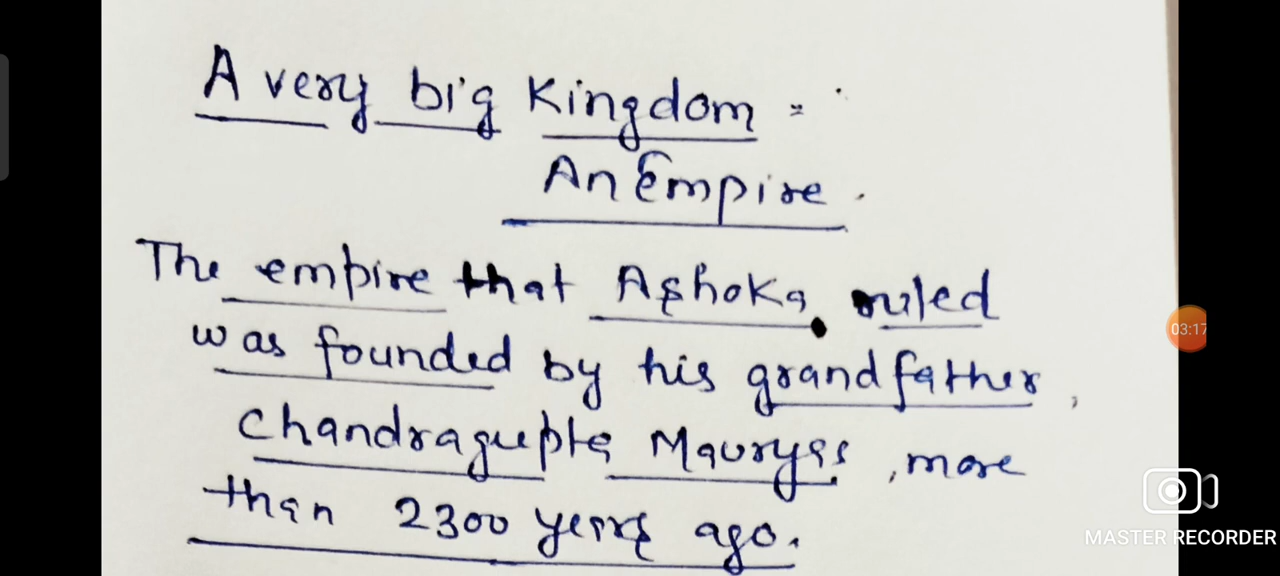 A very big Kingdom =
An Empire.
The empire that Ashoka ruled
was founded by his grandfather,
Chandragupta Mauryas, more
than 2300 years ago.
03:17
MASTER RECORDER